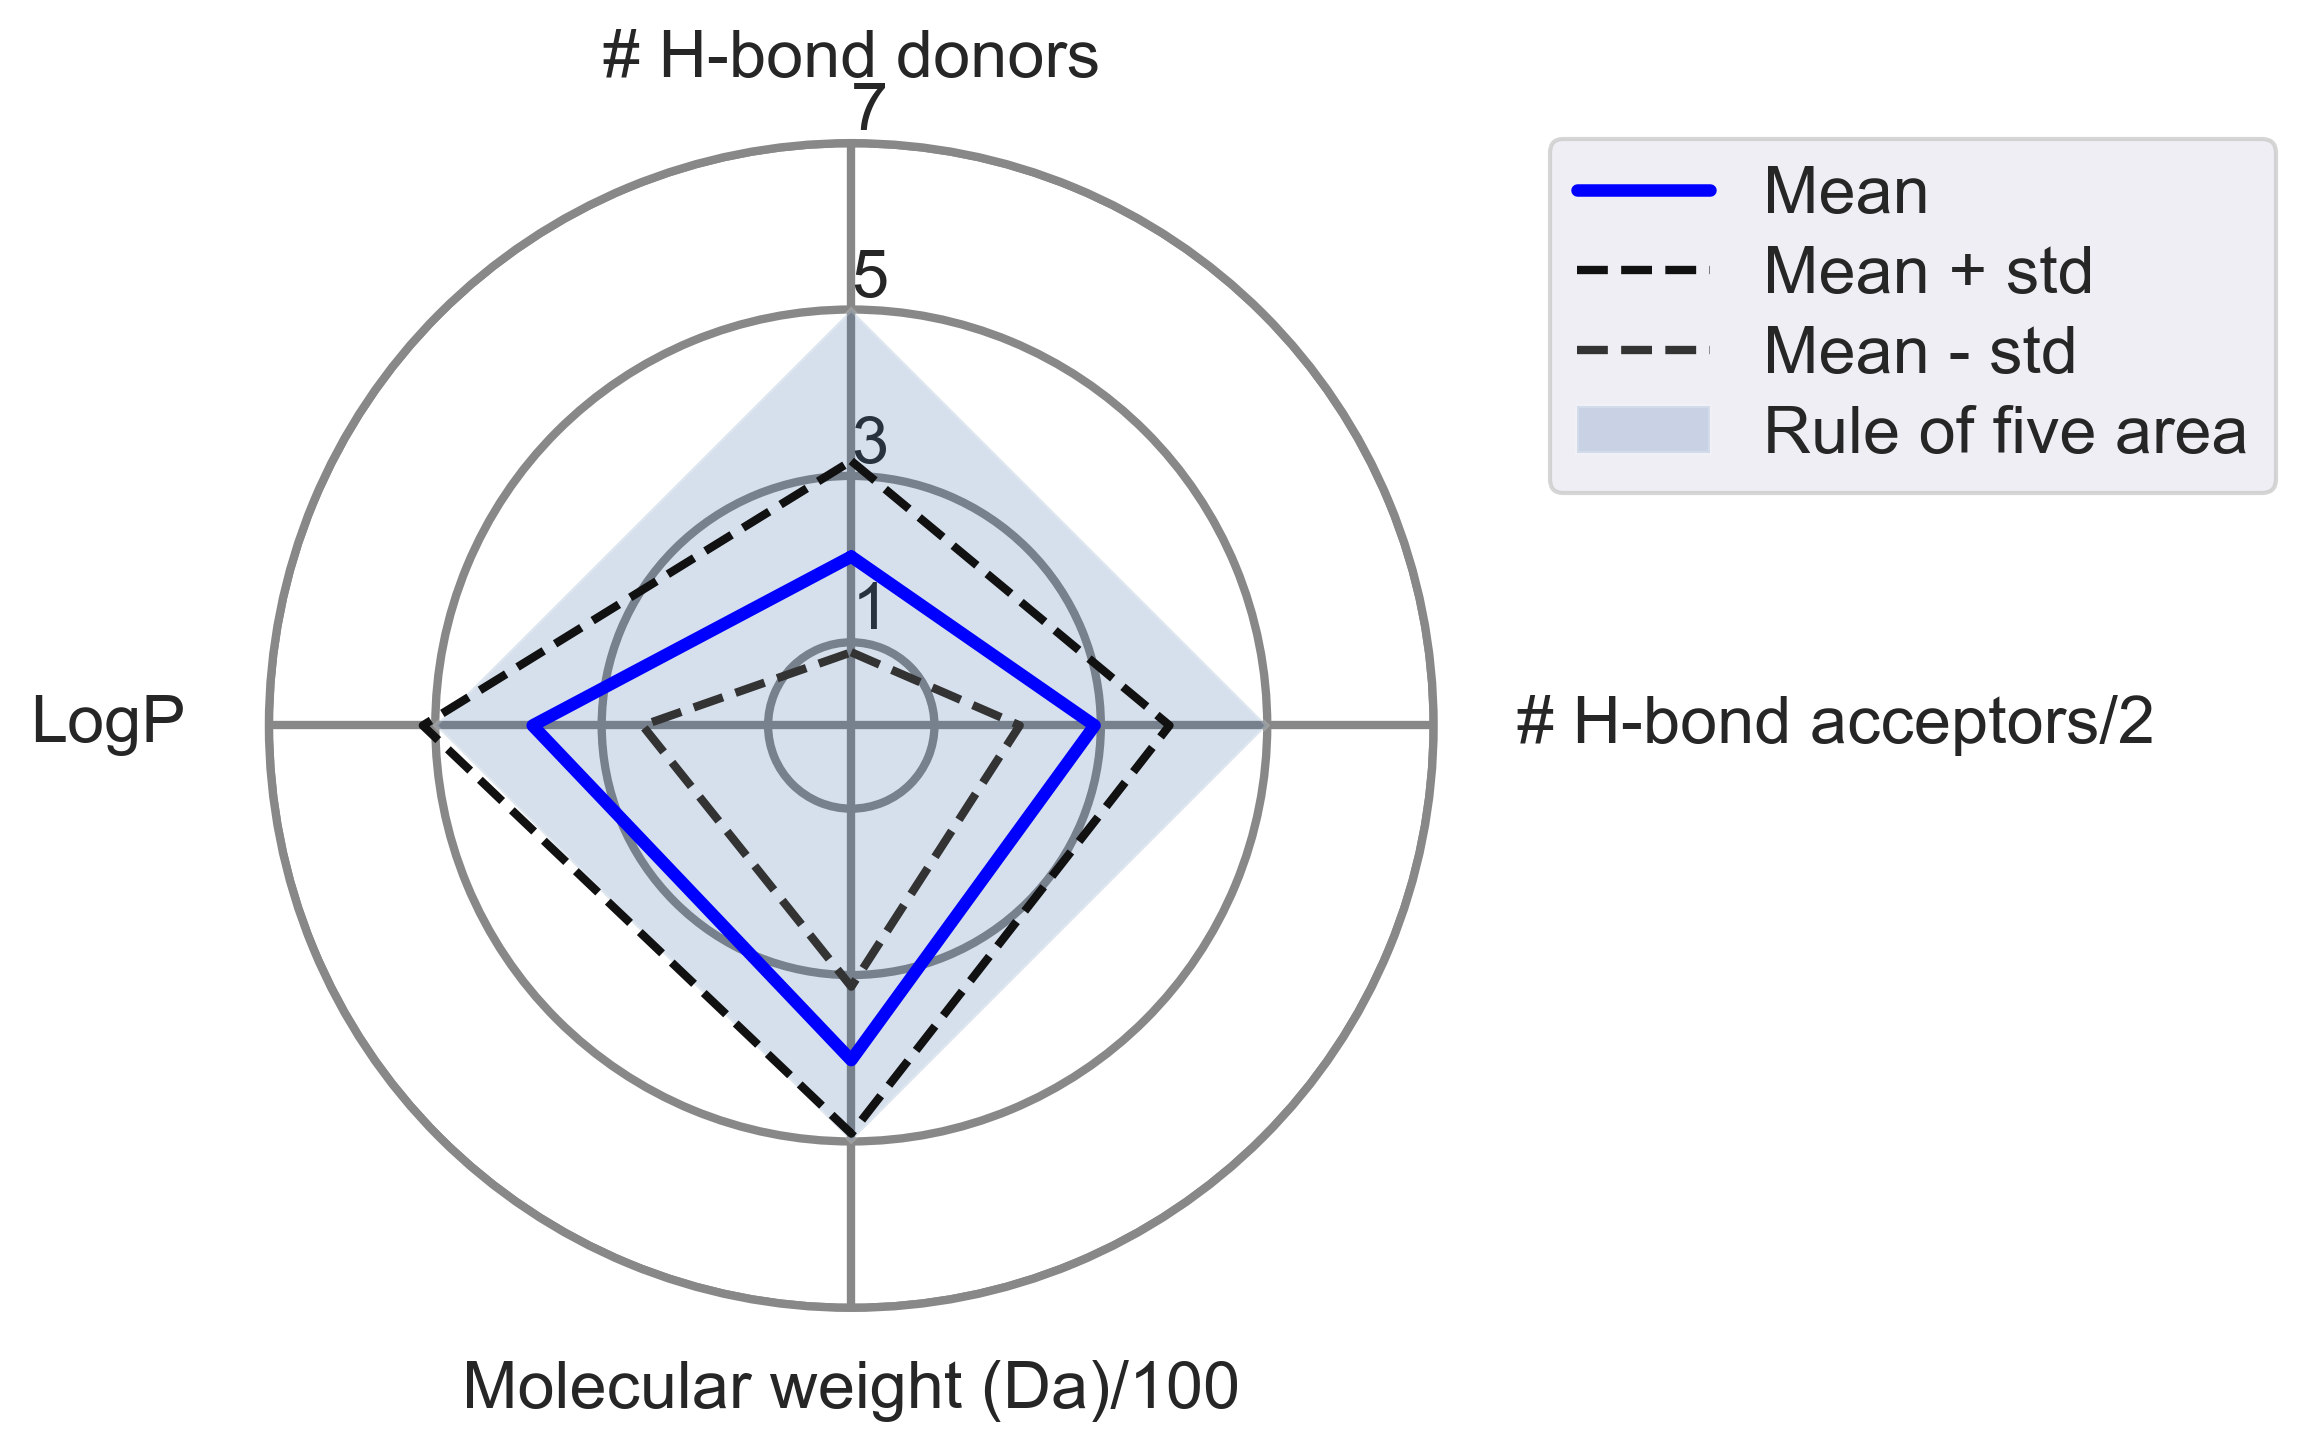 # H-bond donors
7
5
3
1
LogP
# H-bond acceptors/2
Molecular weight (Da)/100
Mean
Mean + std
Mean - std
Rule of five area